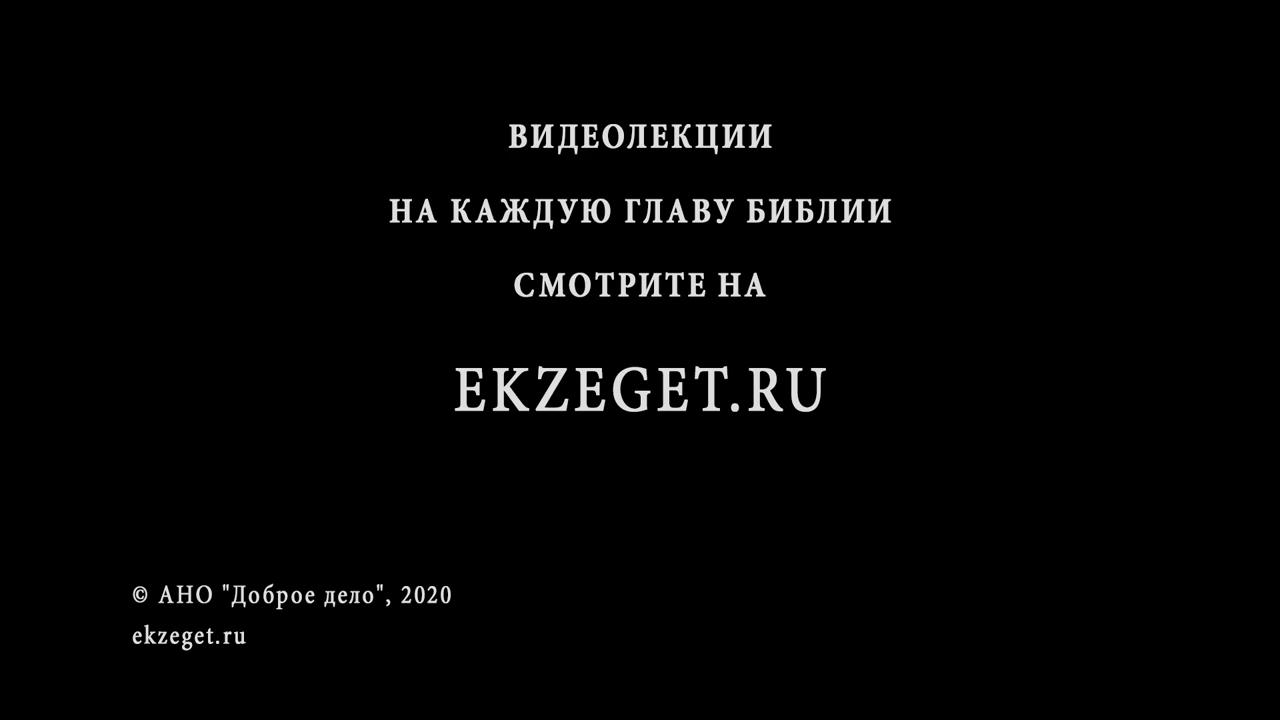 ВИДЕОЛЕКЦИИ
НА КАЖДУЮ ГЛАВУ БИБЛИИ
СМОТРИТЕ НА
EKZEGET.RU
© АНО "Доброе дело", 2020
ekzeget.ru